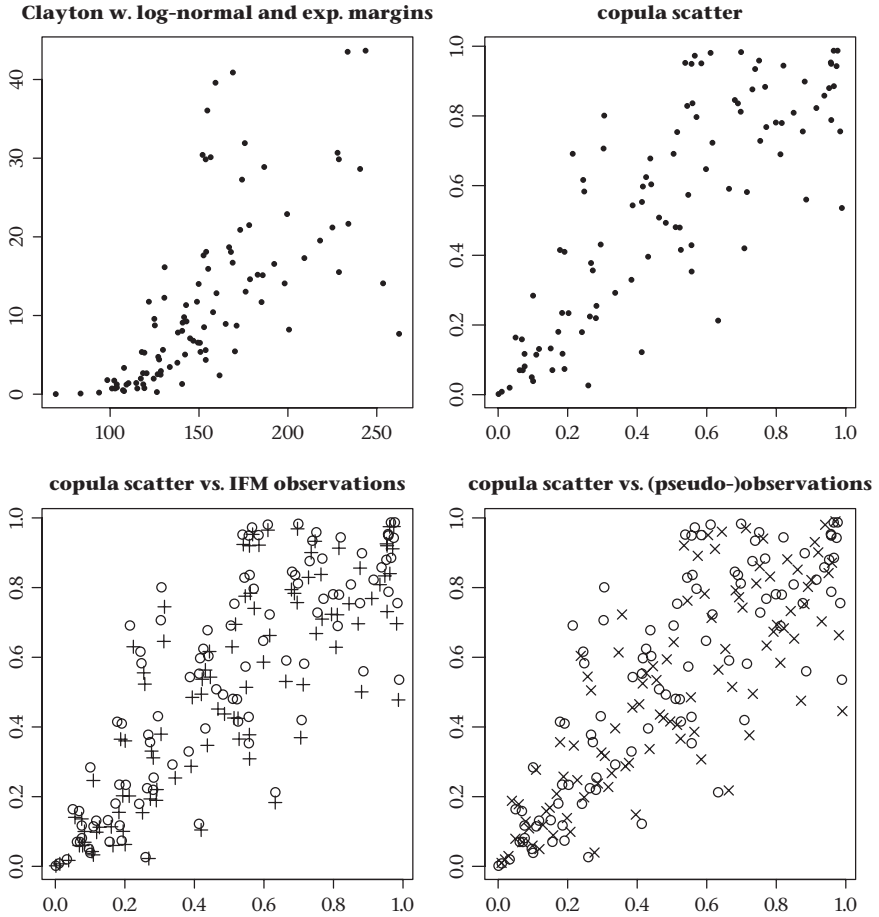 Clayton w. log-normal and exp. margins
copula scatter
0 10 20 30 40
100 150 200 250
0.0 0.2 0.4 0.6 0.8 1.0
0.0 0.2 0.4 0.6 0.8 1.0
copula scatter vs. IFM observations
copula scatter vs. (pseudo-)observations
0.0 0.2 0.4 0.6 0.8 1.0
0.0 0.2 0.4 0.6 0.8 1.0
0.0 0.2 0.4 0.6 0.8 1.0
0.0 0.2 0.4 0.6 0.8 1.0